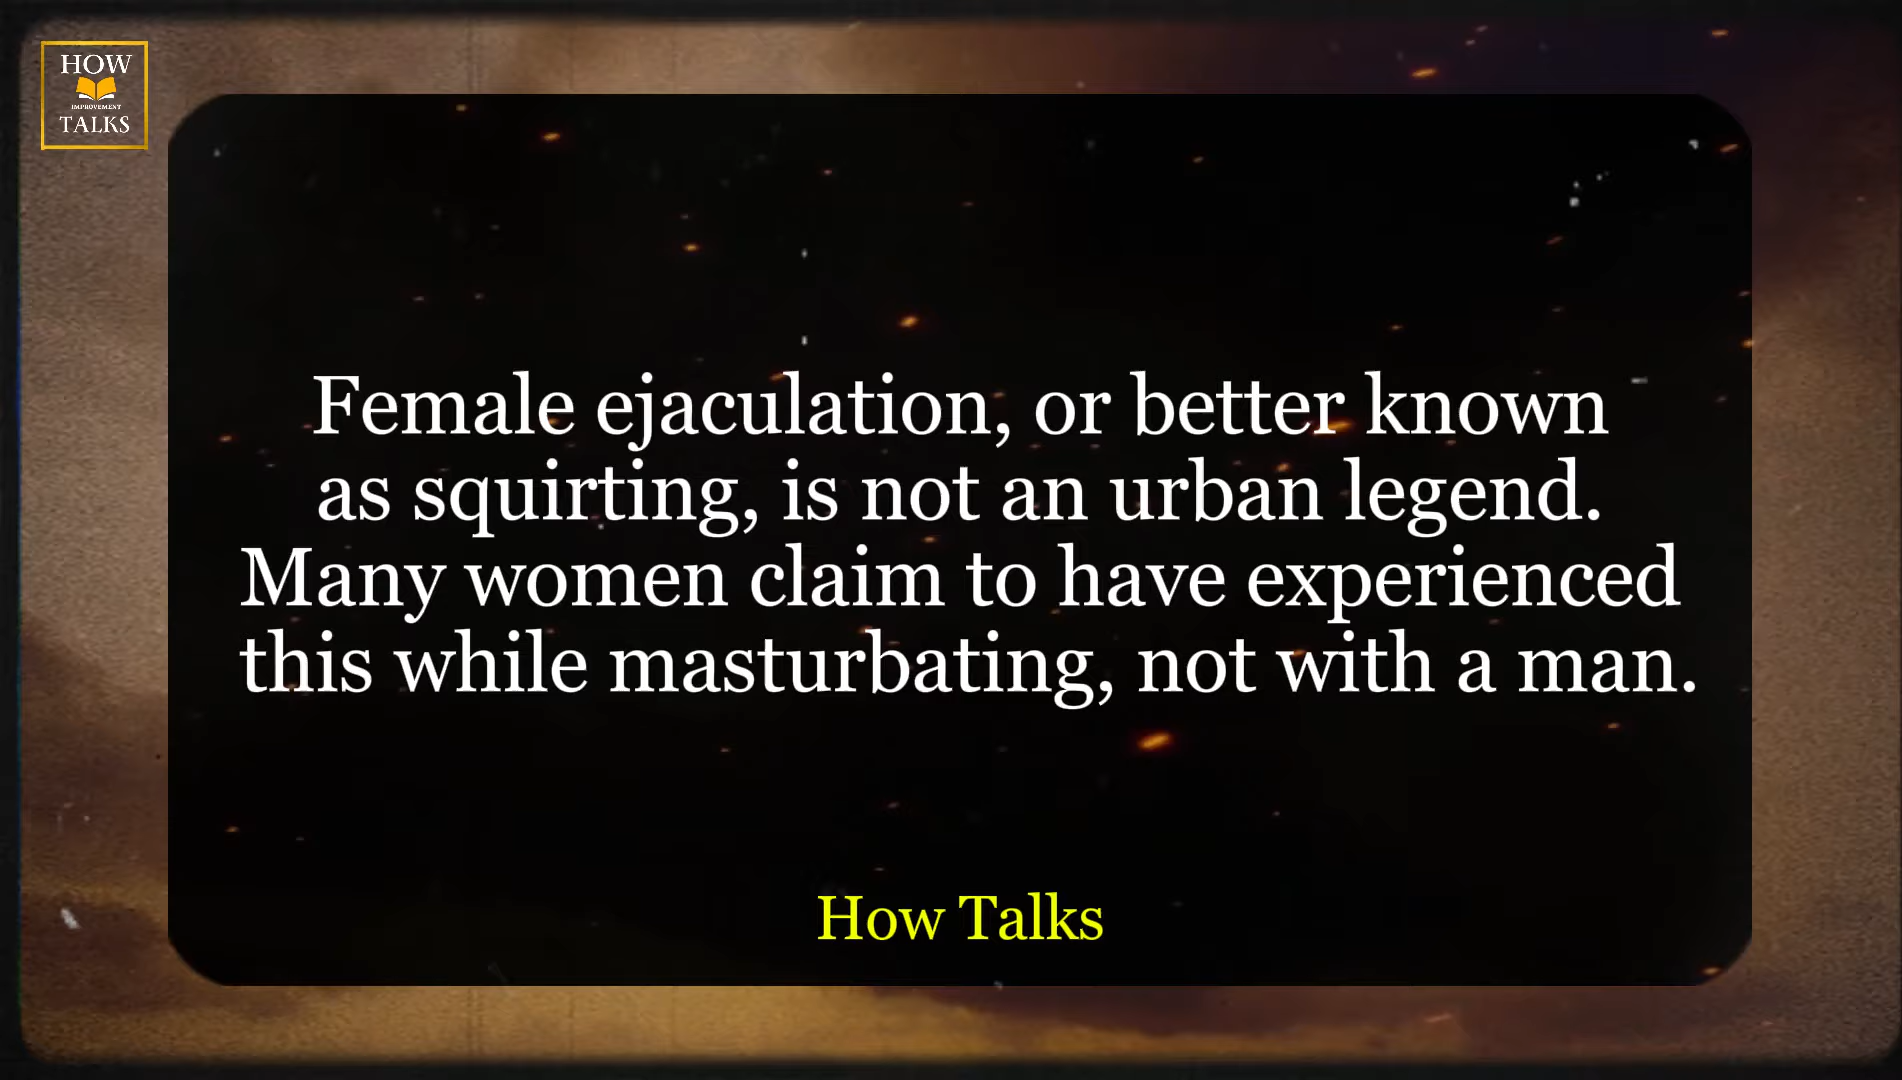 HOW
IMPROVEMENT
TALKS
Female ejaculation, or better known
as squirting, is not an urban legend.
Many women claim to have experienced
this while masturbating, not with a man.
How Talks